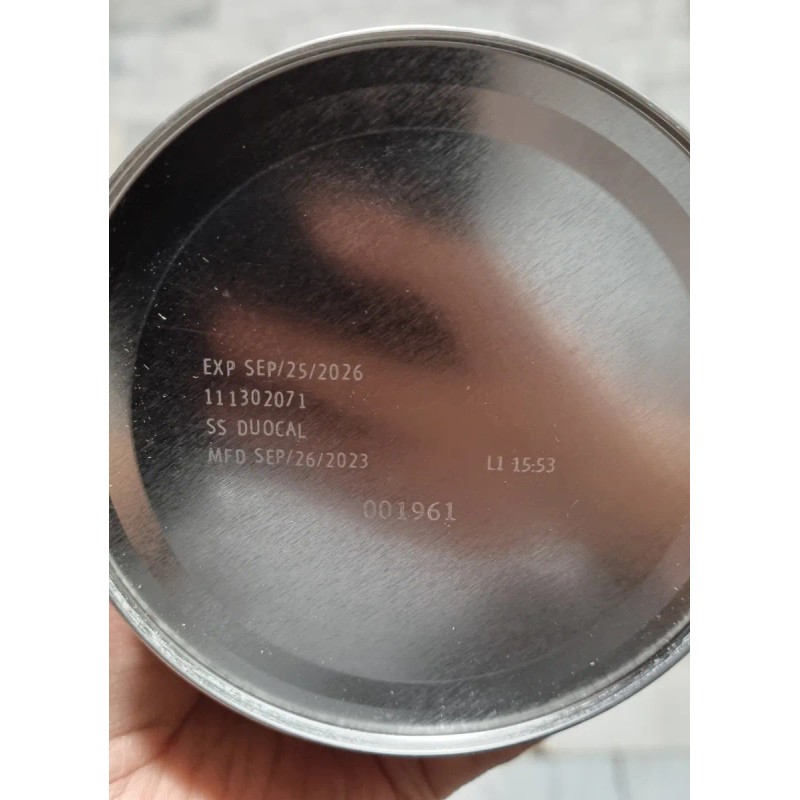 EXP SEP/25/2026
111302071
SS DUOCAL
MFD SEP/26/2023 L1 15:53
001961